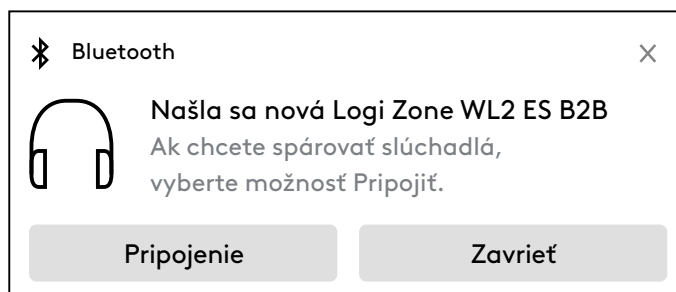 Bluetooth
Našla sa nová Logi Zone WL2 ES B2B
Ak chcete spárovať slúchadlá,
vyberte možnosť Pripojiť.
Pripojenie
Zavrieť